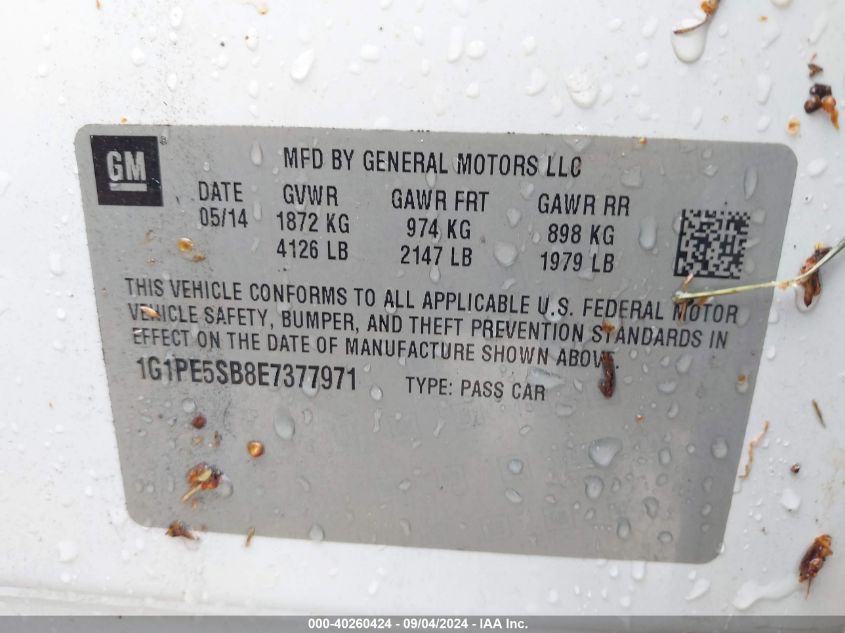 GM
MFD BY GENERAL MOTORS LLC
DATE GVWR GAWR FRT GAWR RR
05/14 1872 KG 974 KG 898 KG
4126 LB 2147 LB 1979 LB
THIS VEHICLE CONFORMS TO ALL APPLICABLE U.S. FEDERAL MOTOR
VEHICLE SAFETY, BUMPER, AND THEFT PREVENTION STANDARDS IN
EFFECT ON THE DATE OF MANUFACTURE SHOWN ABOVE.
1G1PE5SB8E7377971 TYPE: PASS CAR
000-40260424 - 09/04/2024 - IAA Inc.